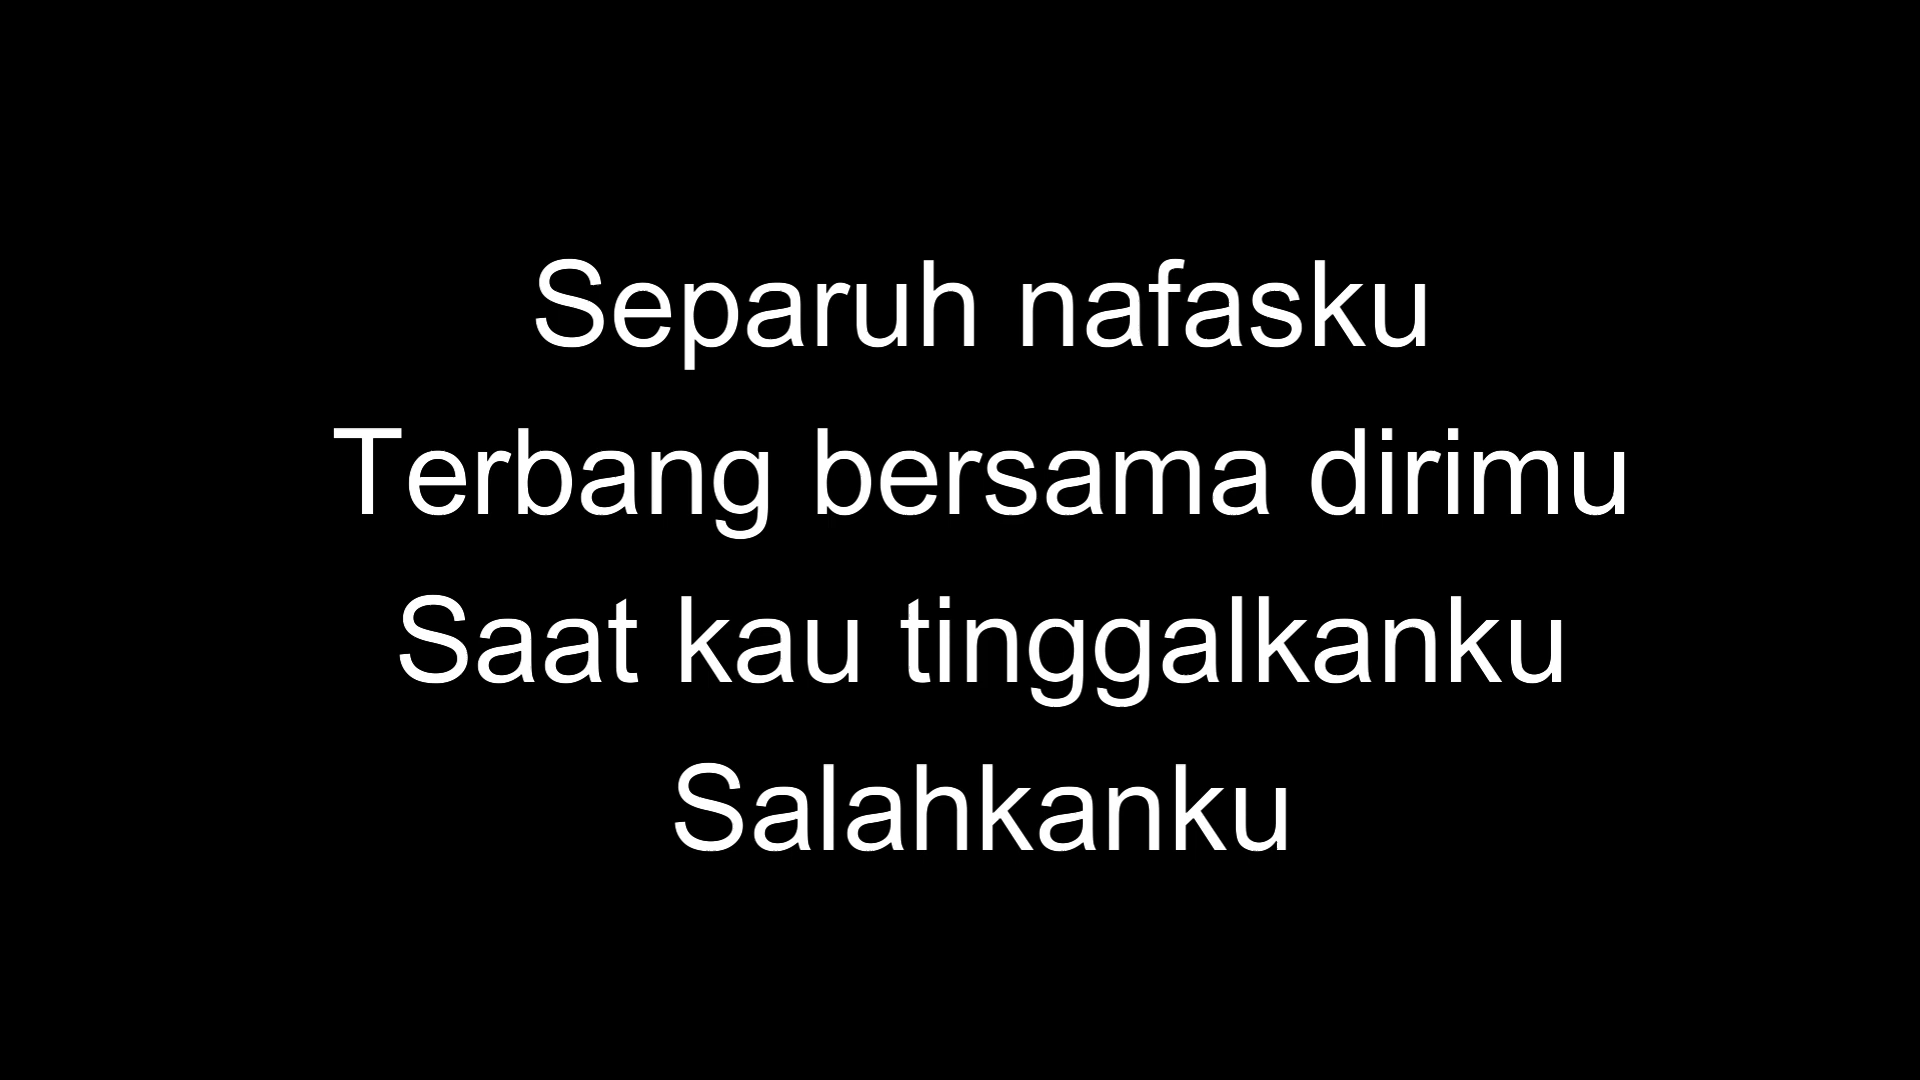 Separuh nafasku
Terbang bersama dirimu
Saat kau tinggalkanku
Salahkanku